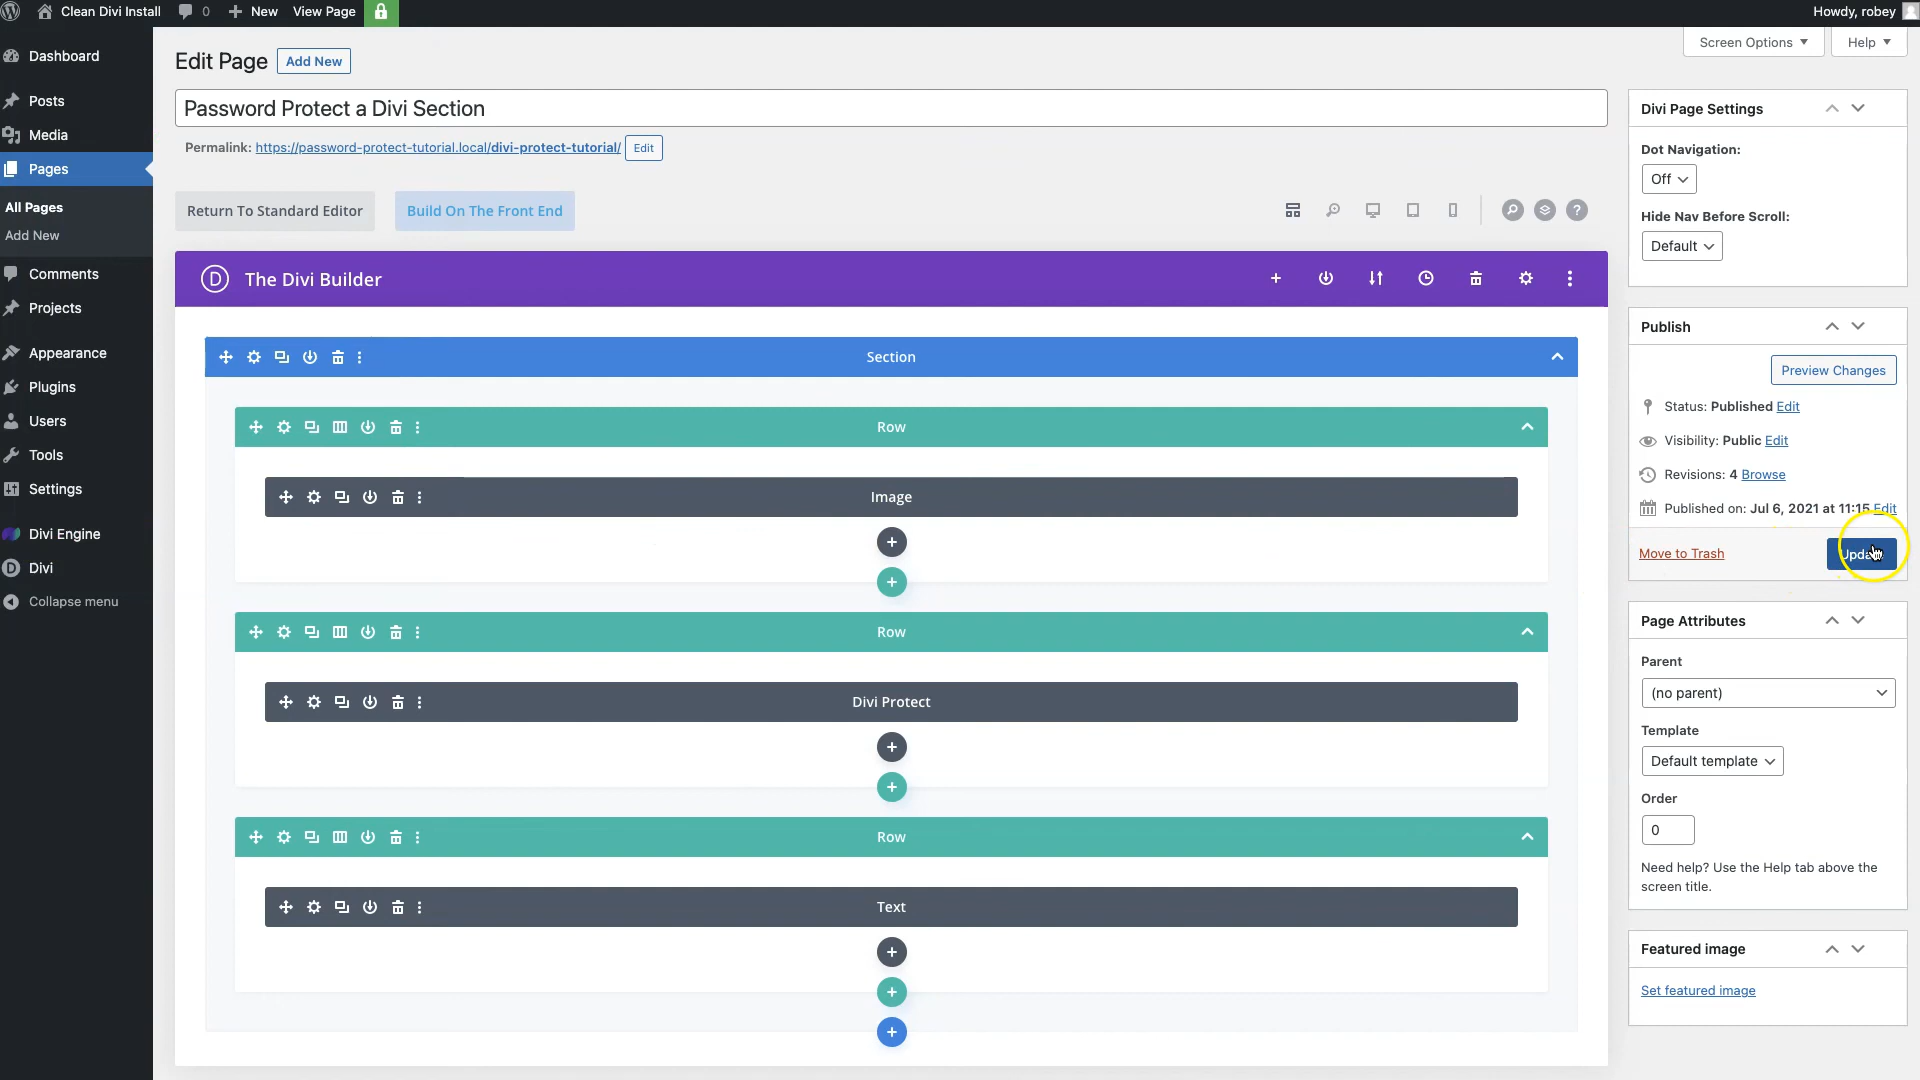 Clean Divi Install
0
New
View Page
Howdy, robey
Dashboard
Posts
Media
Pages
All Pages
Add New
Comments
Projects
Appearance
Plugins
Users
Tools
Settings
Divi Engine
Divi
Collapse menu
Screen Options
Help
Edit Page
Add New
Password Protect a Divi Section
Permalink: https://password-protect-tutorial.local/divi-protect-tutorial/ Edit
Return To Standard Editor
Build On The Front End
?
D The Divi Builder
Section
Row
Image
Row
Divi Protect
Row
Text
Divi Page Settings
Dot Navigation:
Off
Hide Nav Before Scroll:
Default
Publish
Preview Changes
Status: Published Edit
Visibility: Public Edit
Revisions: 4 Browse
Published on: Jul 6, 2021 at 11:15 Edit
Move to Trash
Update
Page Attributes
Parent
(no parent)
Template
Default template
Order
0
Need help? Use the Help tab above the
screen title.
Featured image
Set featured image